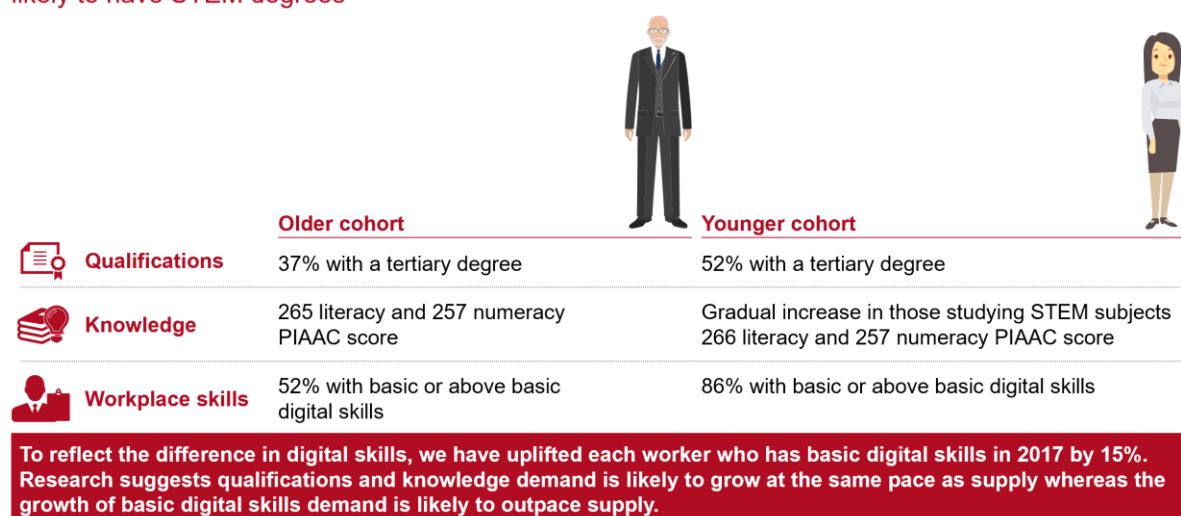 likely to have STEM degrees
Older cohort
Younger cohort
Qualifications
37% with a tertiary degree
52% with a tertiary degree
Knowledge
265 literacy and 257 numeracy
PIAAC score
Gradual increase in those studying STEM subjects
266 literacy and 257 numeracy PIAAC score
Workplace skills
52% with basic or above basic
digital skills
86% with basic or above basic digital skills
To reflect the difference in digital skills, we have uplifted each worker who has basic digital skills in 2017 by 15%.
Research suggests qualifications and knowledge demand is likely to grow at the same pace as supply whereas the
growth of basic digital skills demand is likely to outpace supply.